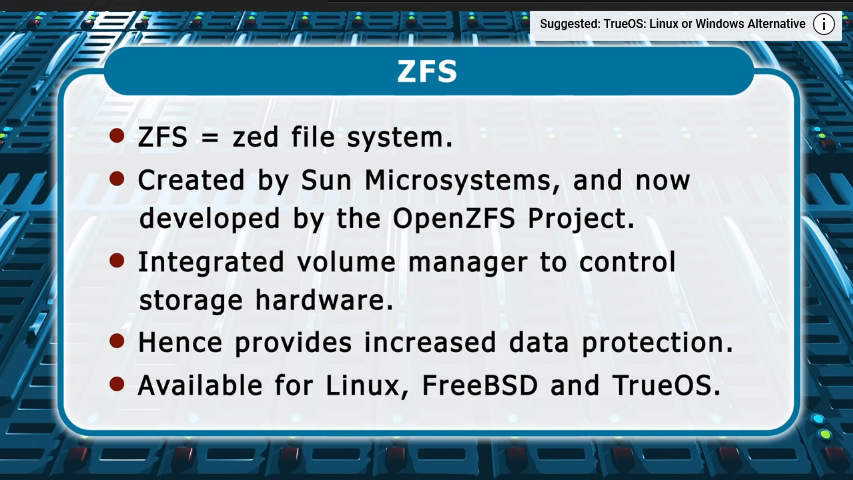 Suggested: TrueOS: Linux or Windows Alternative
ZFS
ZFS = zed file system.
Created by Sun Microsystems, and now
developed by the OpenZFS Project.
Integrated volume manager to control
storage hardware.
Hence provides increased data protection.
Available for Linux, FreeBSD and TrueOS.